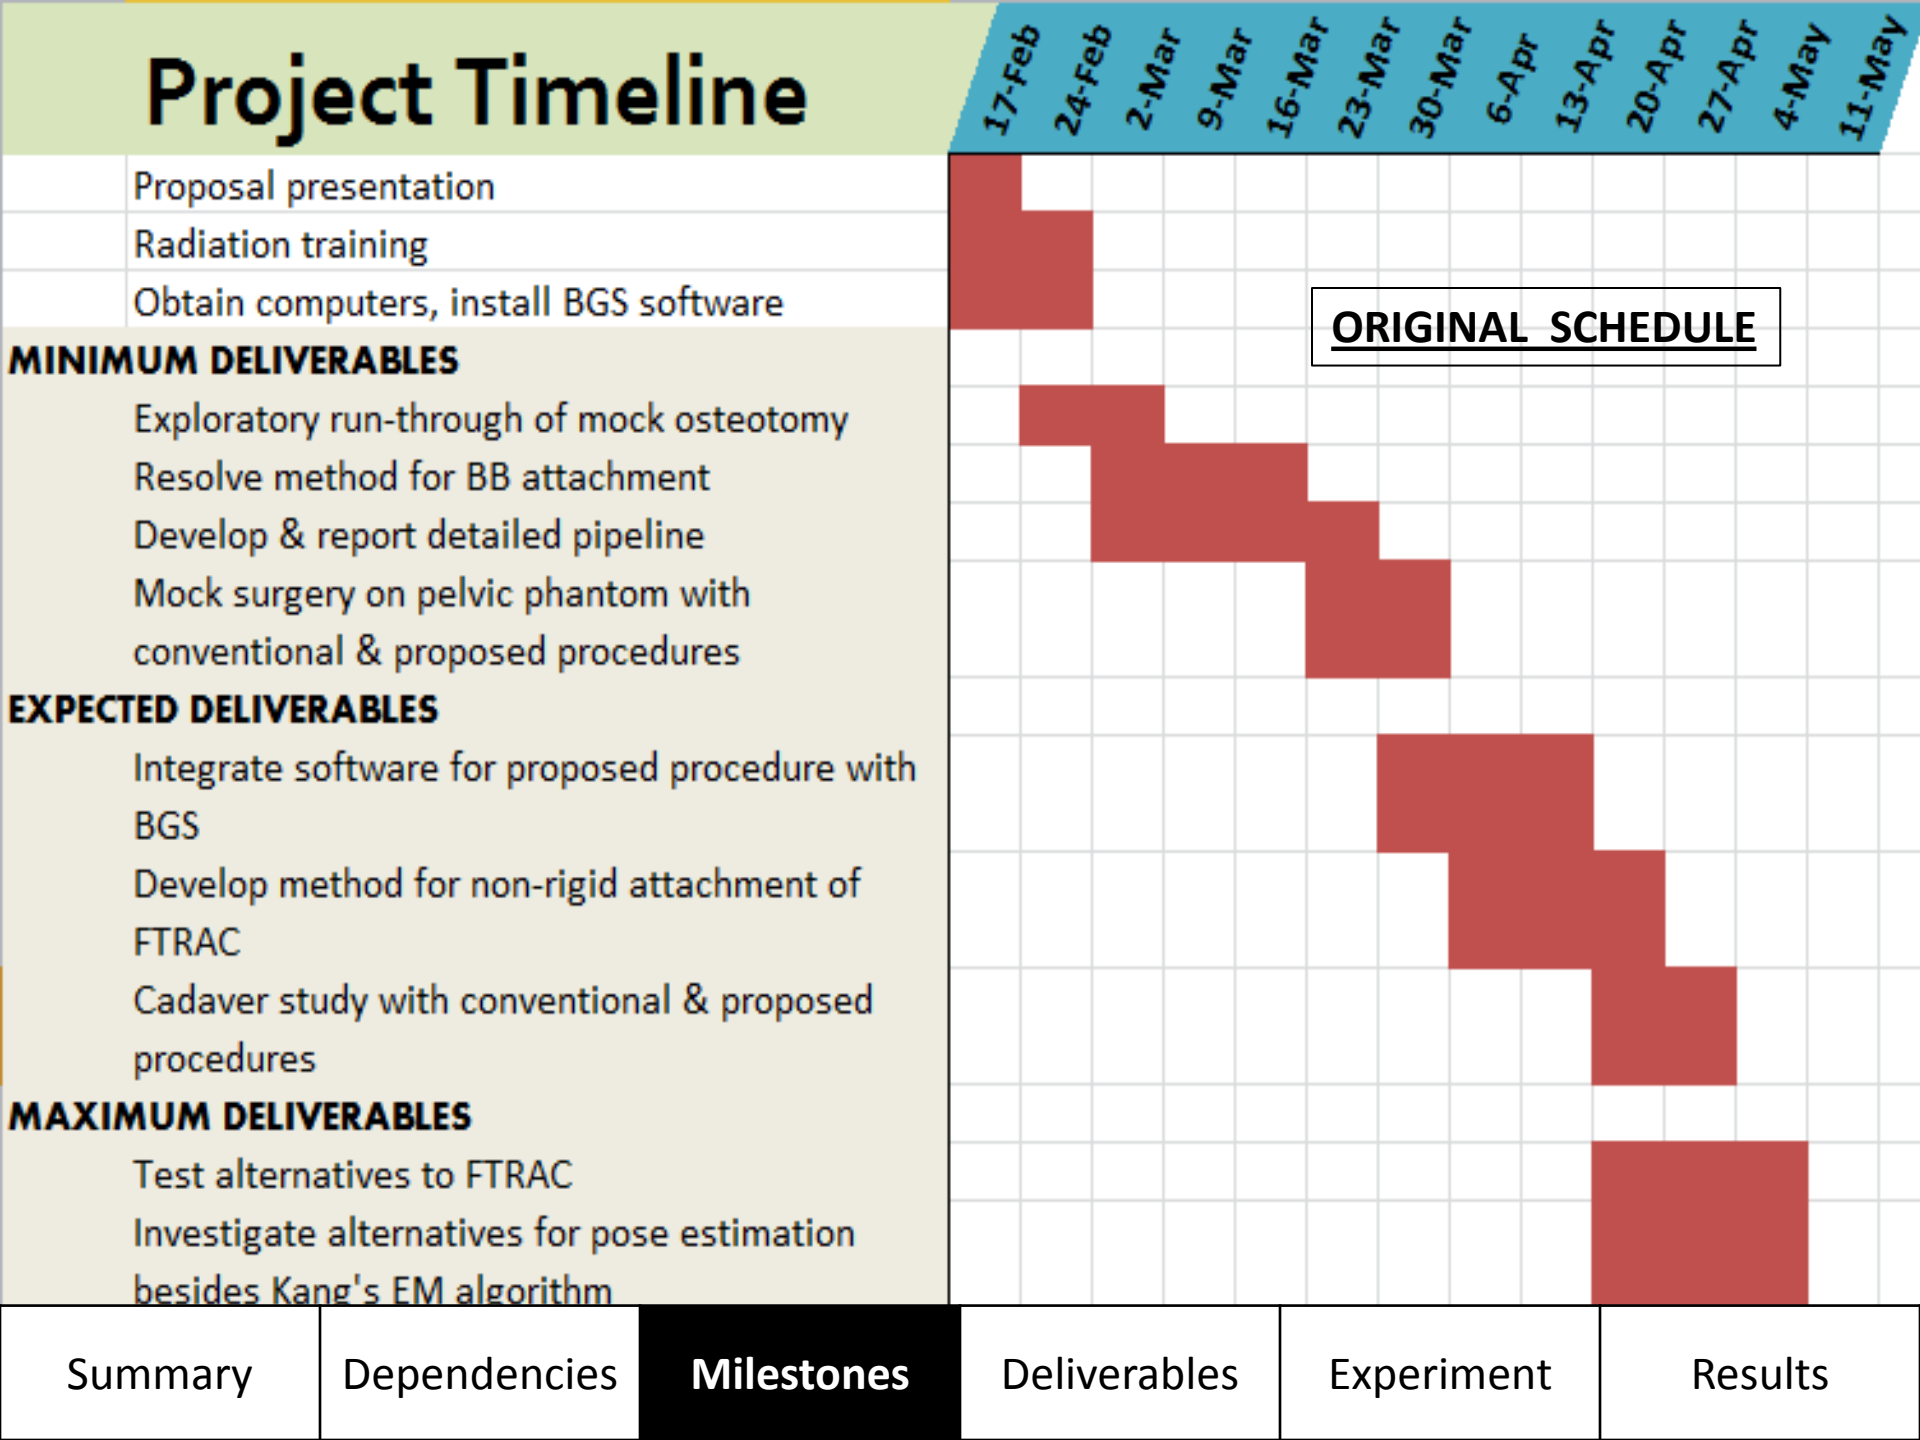 Project Timeline
17-Feb
24-Feb
2-Mar
9-Mar
16-Mar
23-Mar
30-Mar
6-Apr
13-Apr
20-Apr
27-Apr
4-May
11-May
Proposal presentation
Radiation training
Obtain computers, install BGS software
ORIGINAL SCHEDULE
MINIMUM DELIVERABLES
Exploratory run-through of mock osteotomy
Resolve method for BB attachment
Develop & report detailed pipeline
Mock surgery on pelvic phantom with
conventional & proposed procedures
EXPECTED DELIVERABLES
Integrate software for proposed procedure with
BGS
Develop method for non-rigid attachment of
FTRAC
Cadaver study with conventional & proposed
procedures
MAXIMUM DELIVERABLES
Test alternatives to FTRAC
Investigate alternatives for pose estimation
besides Kang's EM algorithm
Summary
Dependencies
Milestones
Deliverables
Experiment
Results